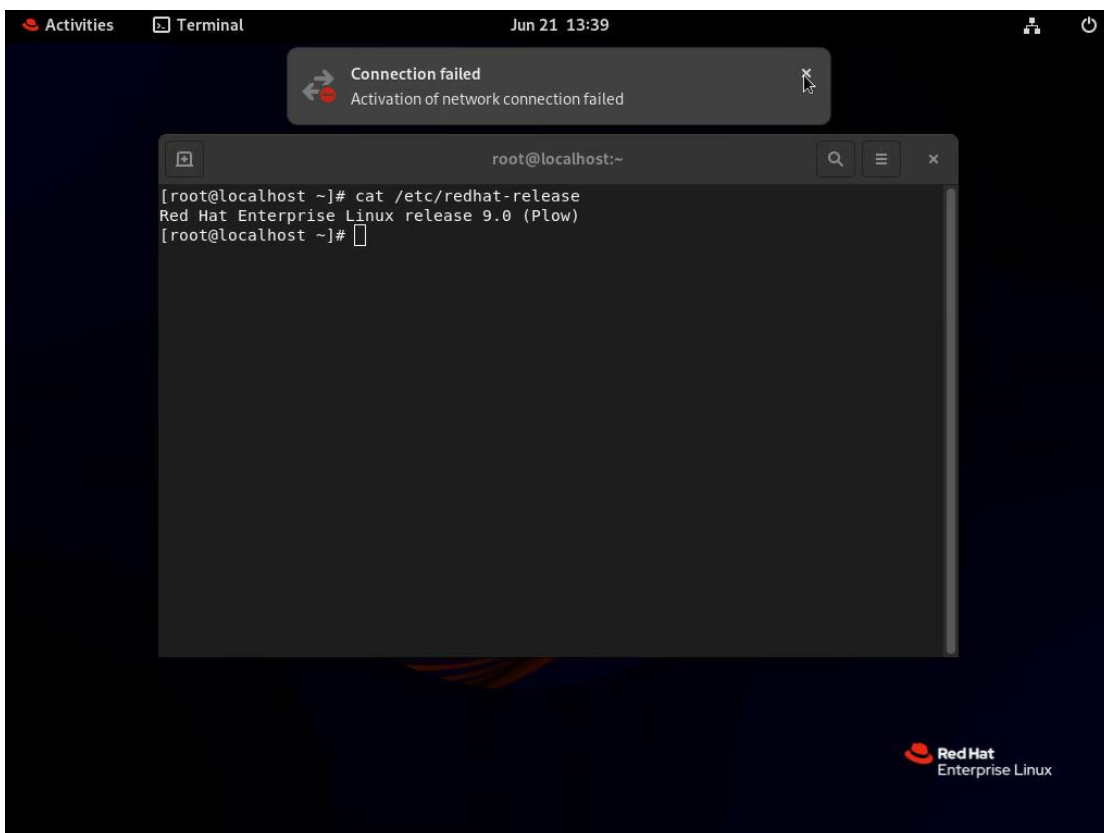 Activities Terminal Jun 21 13:39
Connection failed
Activation of network connection failed
root@localhost:~
[root@localhost ~]# cat /etc/redhat-release
Red Hat Enterprise Linux release 9.0 (Plow)
[root@localhost ~]#
Red Hat
Enterprise Linux